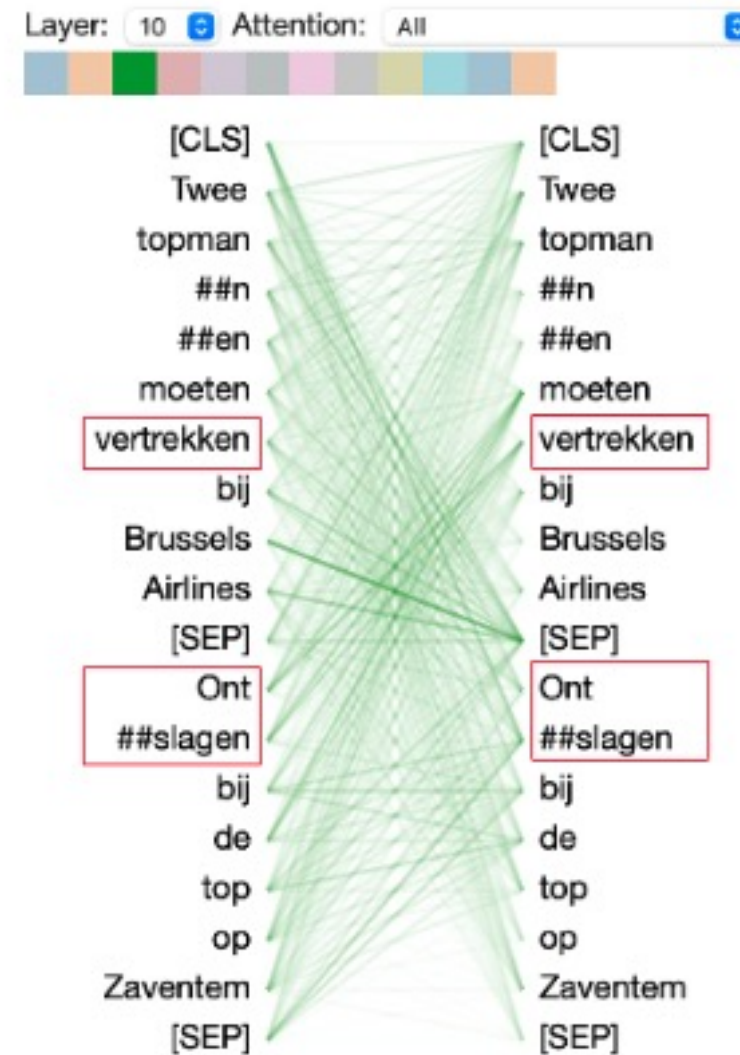 Layer: 10 Attention: All
[CLS] [CLS]
Twee Twee
topman topman
##n ##n
##en ##en
moeten moeten
vertrekken vertrekken
bij bij
Brussels Brussels
Airlines Airlines
[SEP] [SEP]
Ont Ont
##slagen ##slagen
bij bij
de de
top top
op op
Zaventem Zaventem
[SEP] [SEP]